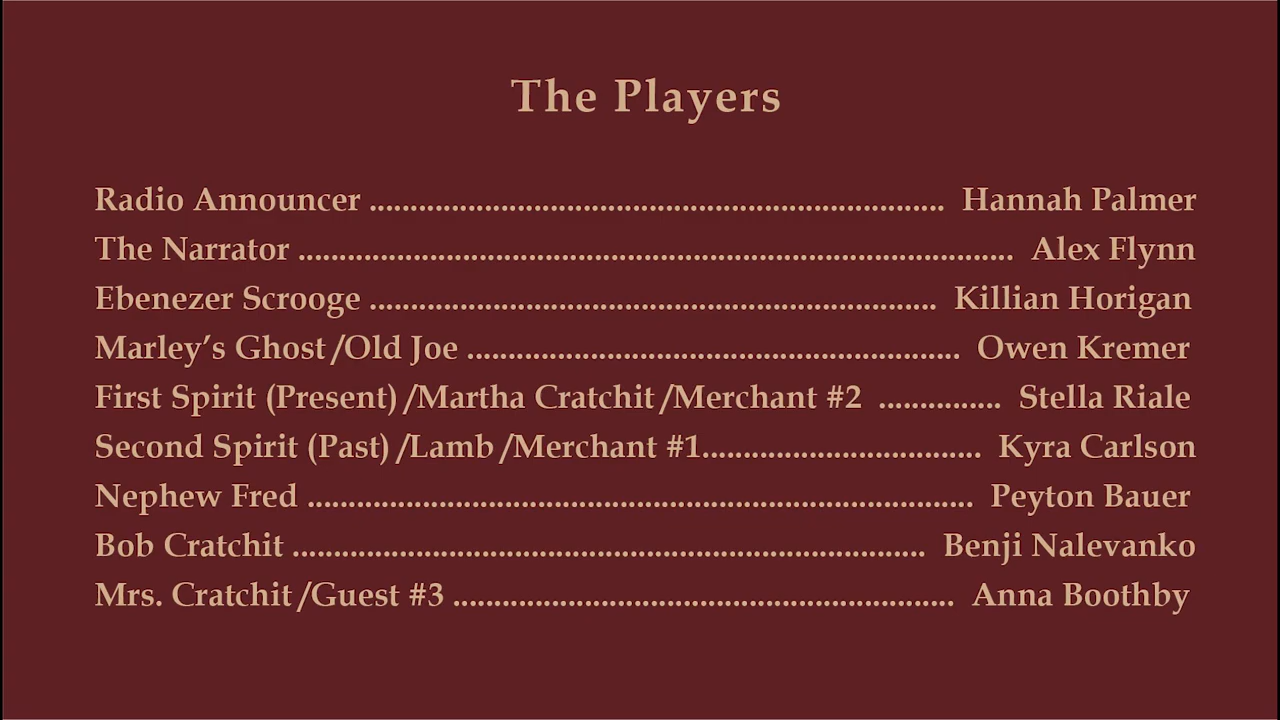 The Players
Radio Announcer ....................................................................... Hannah Palmer
The Narrator ........................................................................................ Alex Flynn
Ebenezer Scrooge ...................................................................... Killian Horigan
Marley’s Ghost /Old Joe ............................................................. Owen Kremer
First Spirit (Present) /Martha Cratchit /Merchant #2 ............... Stella Riale
Second Spirit (Past) /Lamb /Merchant #1.................................. Kyra Carlson
Nephew Fred .................................................................................. Peyton Bauer
Bob Cratchit .............................................................................. Benji Nalevanko
Mrs. Cratchit /Guest #3 .............................................................. Anna Boothby